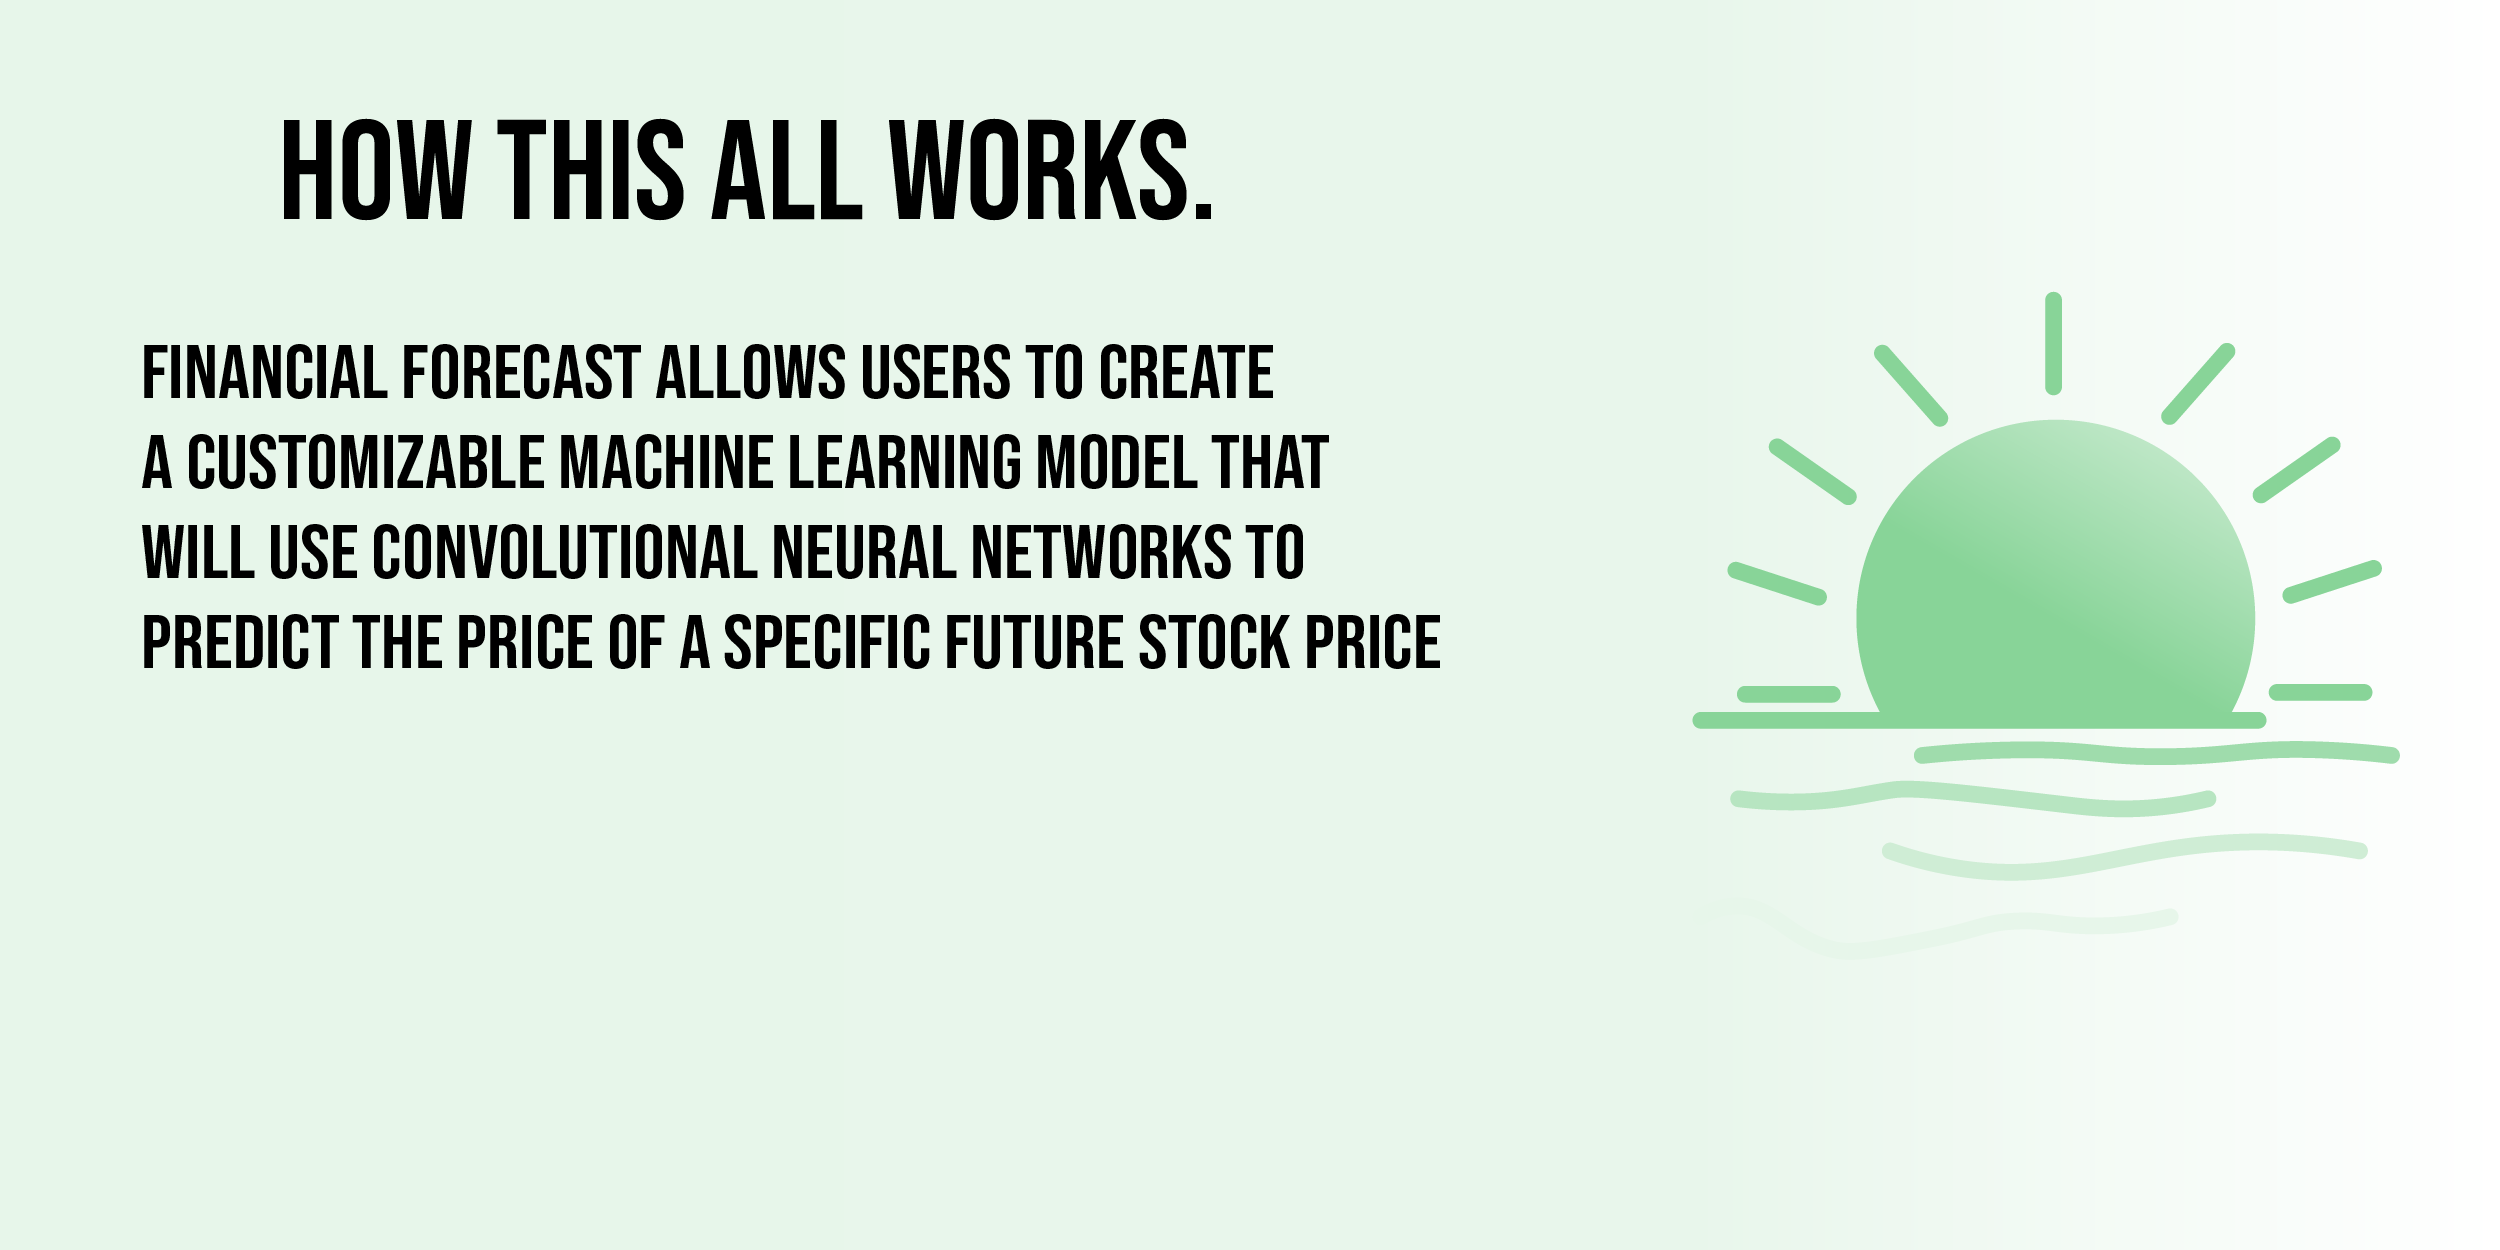 HOW THIS ALL WORKS.
FINANCIAL FORECAST ALLOWS USERS TO CREATE
A CUSTOMIZABLE MACHINE LEARNING MODEL THAT
WILL USE CONVOLUTIONAL NEURAL NETWORKS TO
PREDICT THE PRICE OF A SPECIFIC FUTURE STOCK PRICE